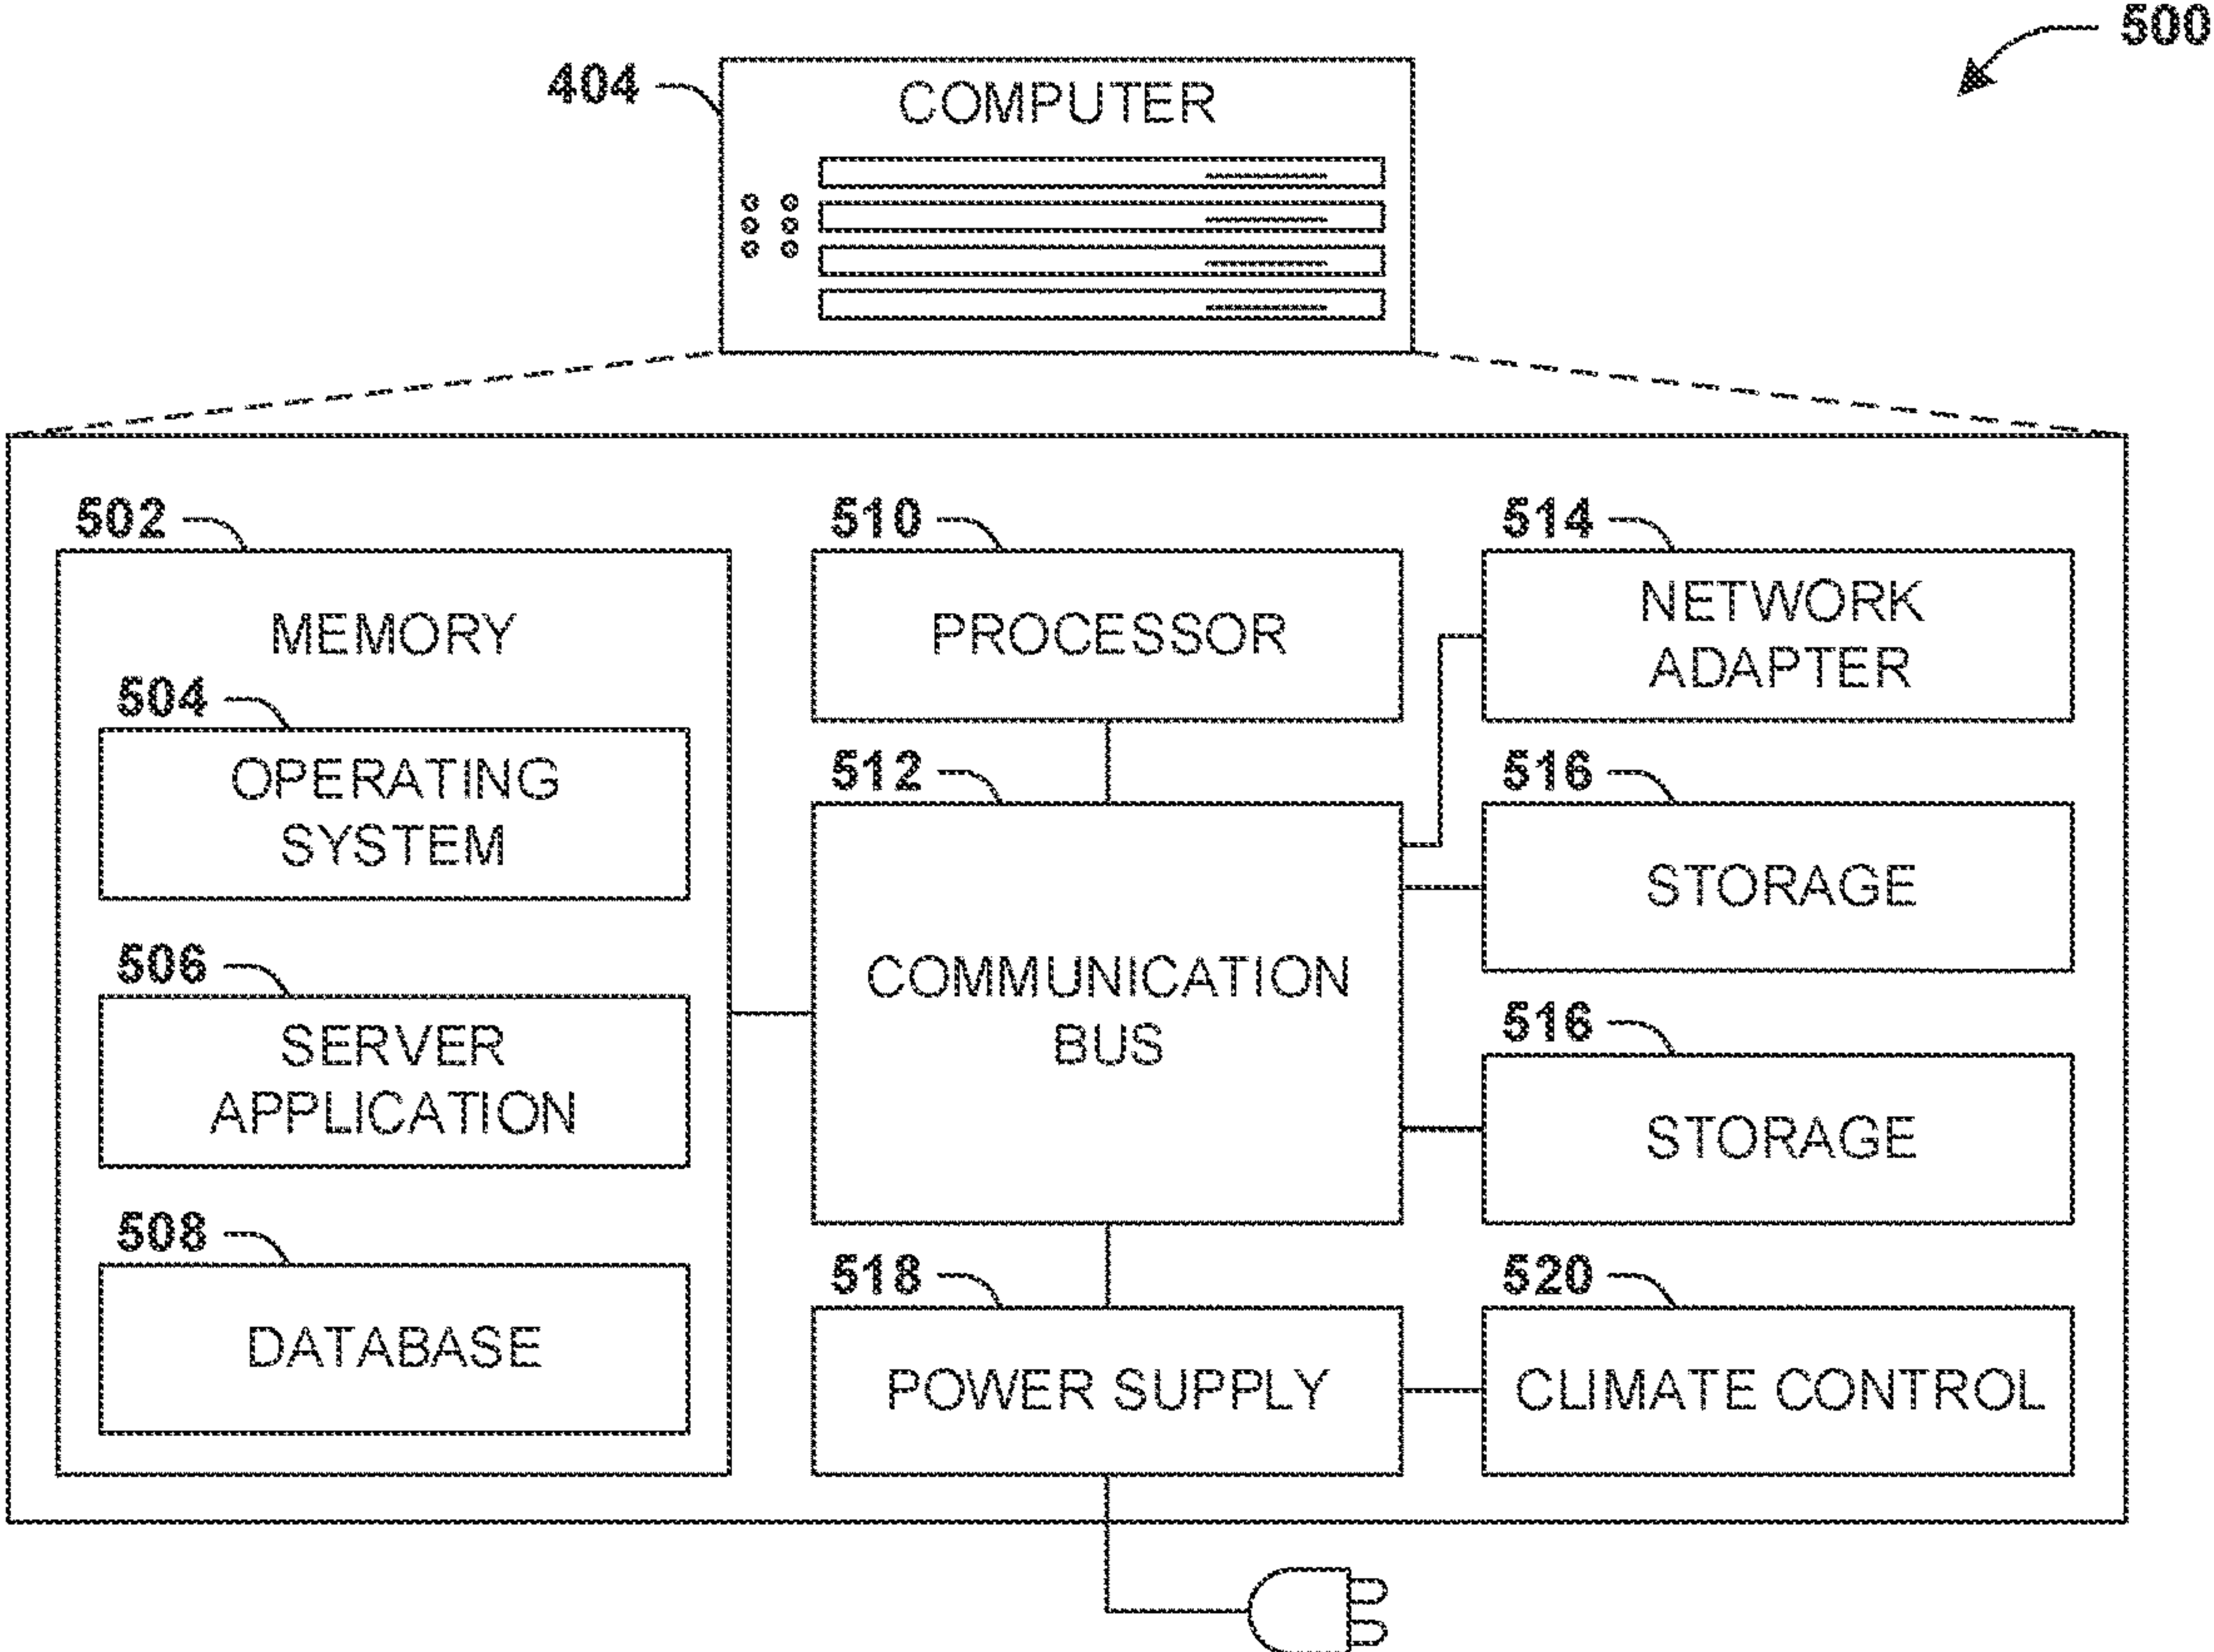 500
404
COMPUTER
502
MEMORY
504
OPERATING
SYSTEM
506
SERVER
APPLICATION
508
DATABASE
510
PROCESSOR
512
COMMUNICATION
BUS
518
POWER SUPPLY
514
NETWORK
ADAPTER
516
STORAGE
516
STORAGE
520
CLIMATE CONTROL